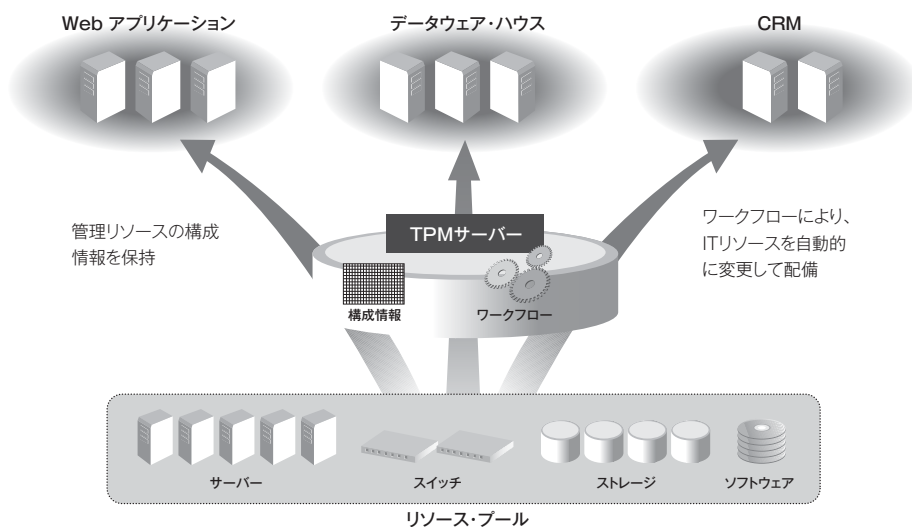 Web アプリケーション
データウェア・ハウス
CRM
管理リソースの構成
情報を保持
TPMサーバー
ワークフローにより、
ITリソースを自動的
に変更して配備
構成情報
ワークフロー
サーバー
スイッチ
ストレージ
ソフトウェア
リソース・プール